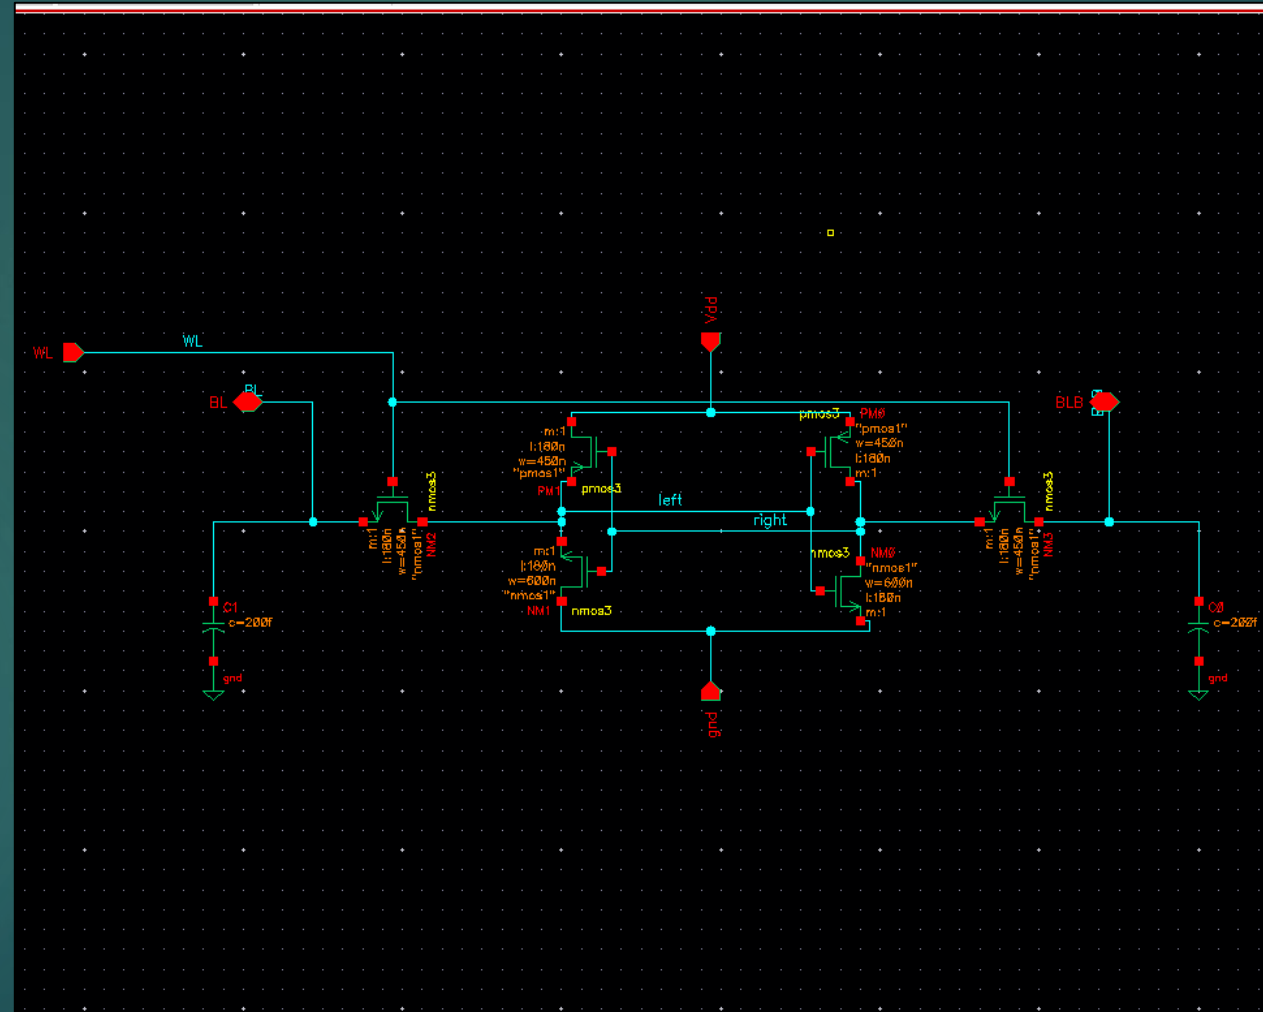 Vdd
WL
WL
BL
BL
BLB
m:1
l:180n
w=450n
"pmos1"
PM1
pmos3
pmos3
PM0
"pmos1"
w=450n
l:180n
m:1
nmos3
m:1
l:180n
w=450n
"nmos1"
NM2
left
right
m:1
l:180n
w=600n
"nmos1"
NM1
nmos3
nmos3
NM0
"nmos1"
w=600n
l:180n
m:1
nmos3
m:1
l:180n
w=450n
"nmos1"
NM3
C1
c=200f
gnd
C0
c=200f
gnd
gnd